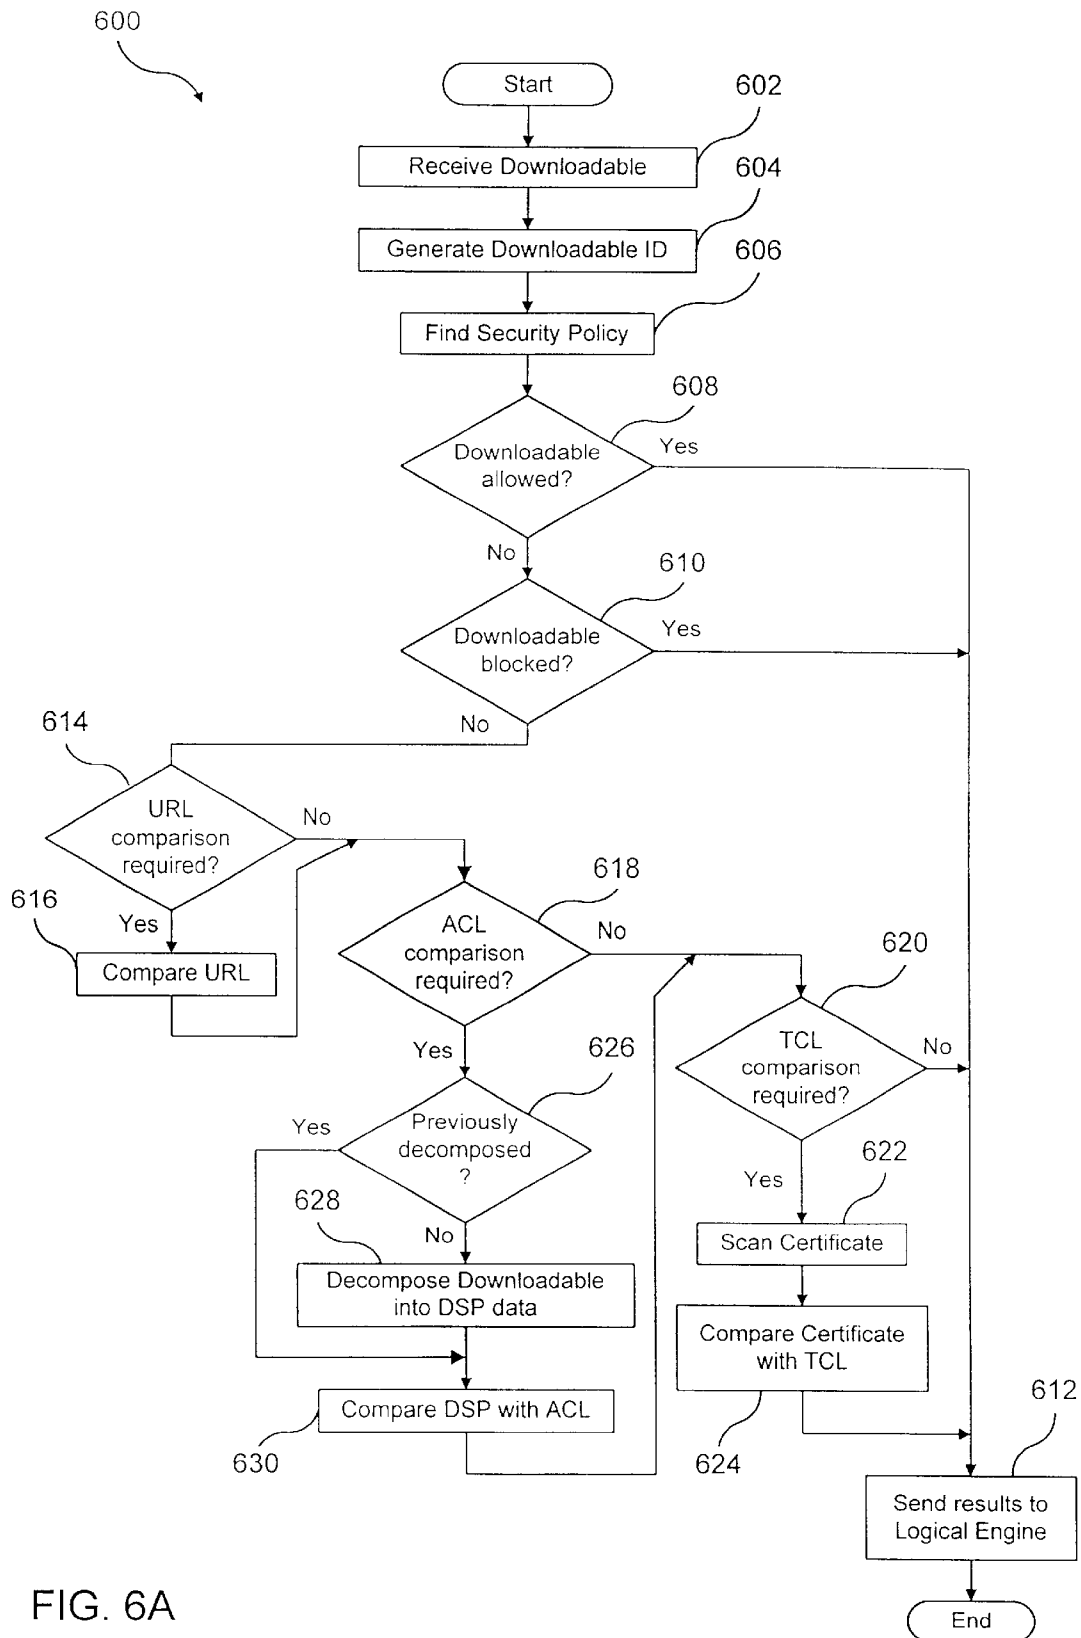 600
Start
602
Receive Downloadable
604
Generate Downloadable ID
606
Find Security Policy
608
Downloadable
allowed?
Yes
No
610
Downloadable
blocked?
Yes
No
614
URL
comparison
required?
No
Yes
616
Compare URL
618
ACL
comparison
required?
No
Yes
620
TCL
comparison
required?
No
Yes
626
Previously
decomposed
?
Yes
No
622
Scan Certificate
628
Decompose Downloadable
into DSP data
Compare Certificate
with TCL
624
Compare DSP with ACL
630
612
Send results to
Logical Engine
End
FIG. 6A